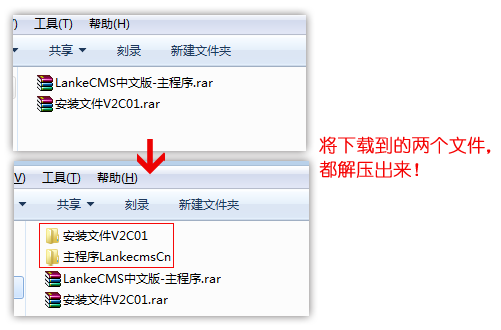 ) 工具(T) 帮助(H)
共享 刻录 新建文件夹
LankeCMS中文版-主程序.rar
安装文件V2C01.rar
将下载到的两个文件，
都解压出来！
V) 工具(T) 帮助(H)
共享 刻录 新建文件夹
安装文件V2C01
主程序LankecmsCn
LankeCMS中文版-主程序.rar
安装文件V2C01.rar